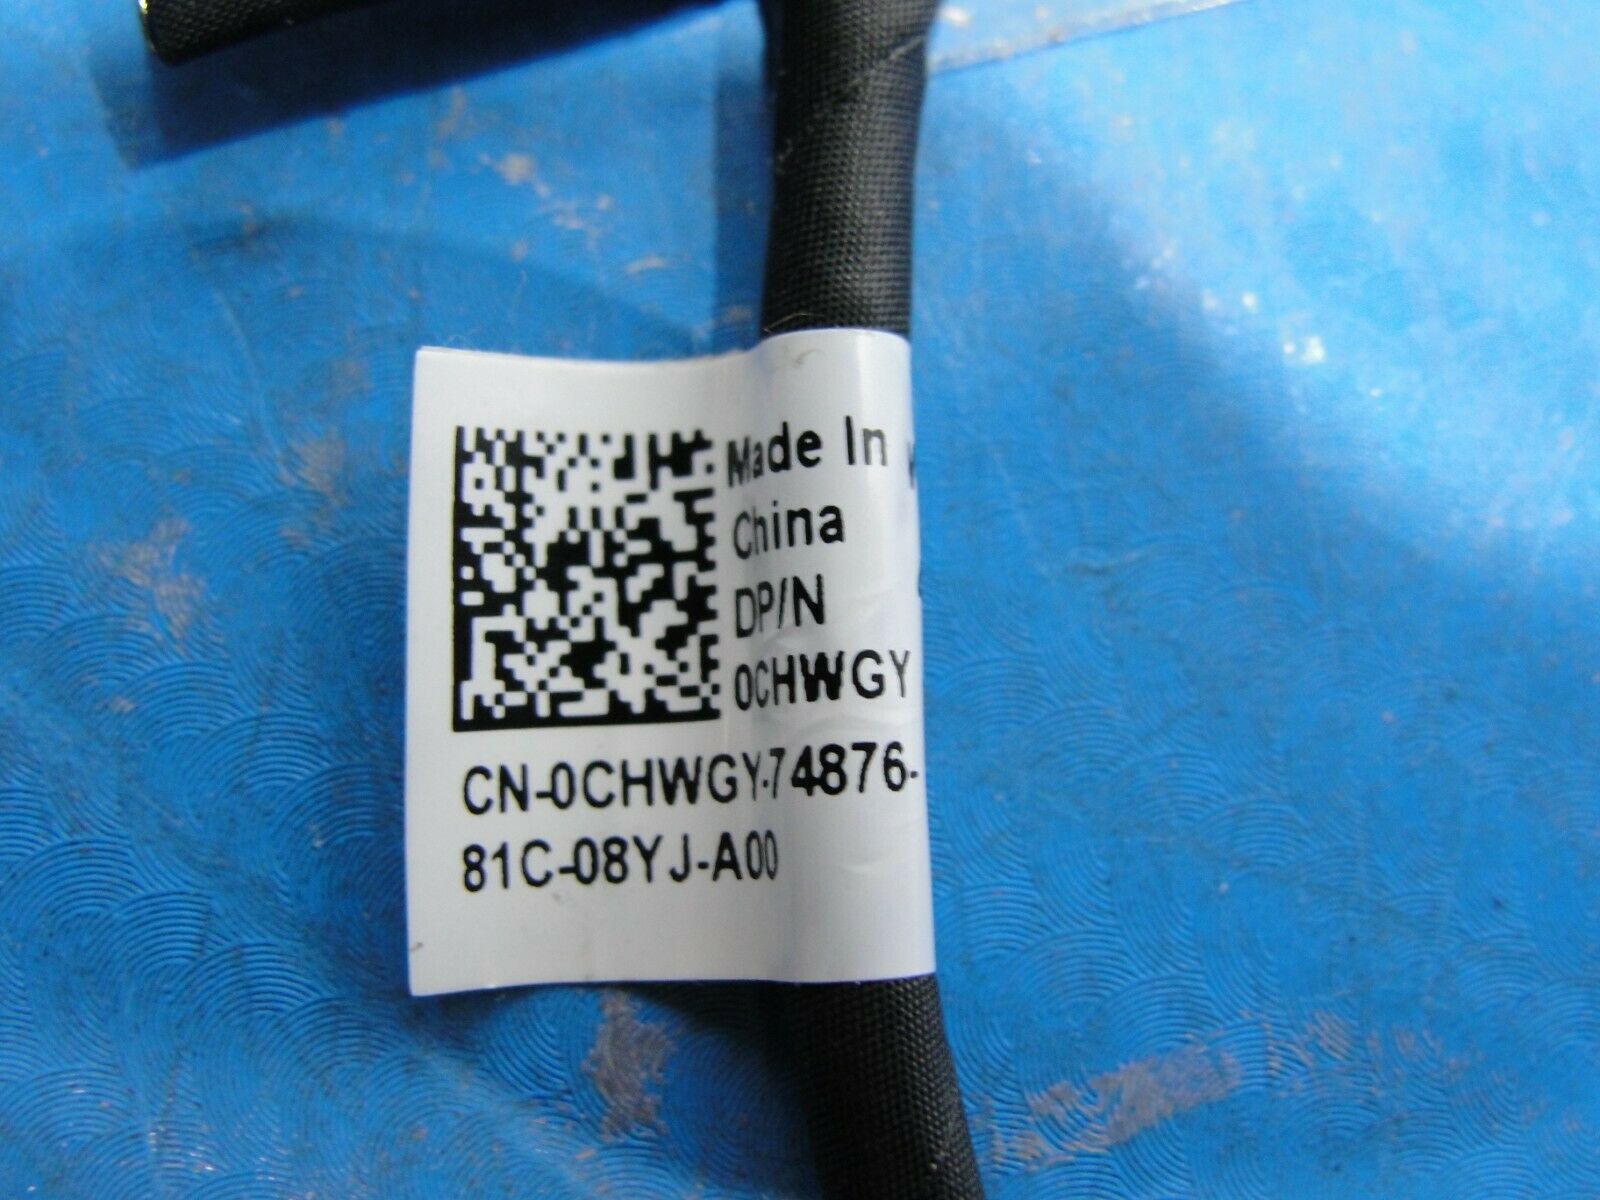 Made In
China
DP/N
0CHWGY
CN-0CHWGY-74876-
81C-08YJ-A00